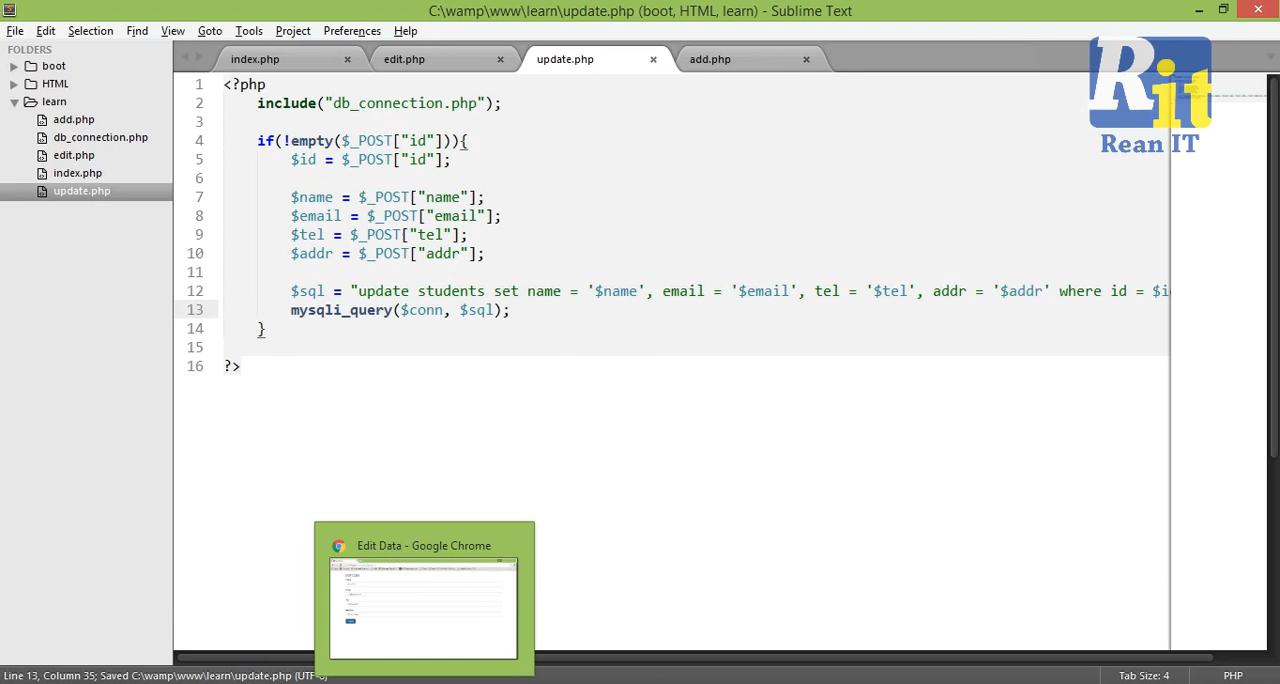 C:\wamp\www\learn\update.php (boot, HTML, learn) - Sublime Text
File Edit Selection Find View Goto Tools Project Preferences Help
FOLDERS
boot
HTML
learn
add.php
db_connection.php
edit.php
index.php
update.php
index.php × edit.php × update.php × add.php ×
Rit
Rean IT
1 <?php
2 include("db_connection.php");
3
4 if(!empty($_POST["id"])){
5 $id = $_POST["id"];
6
7 $name = $_POST["name"];
8 $email = $_POST["email"];
9 $tel = $_POST["tel"];
10 $addr = $_POST["addr"];
11
12 $sql = "update students set name = '$name', email = '$email', tel = '$tel', addr = '$addr' where id = $i
13 mysqli_query($conn, $sql);
14 }
15
16 ?>
Edit Data - Google Chrome
Line 13, Column 35; Saved C:\wamp\www\learn\update.php (UTF-8)
Tab Size: 4
PHP